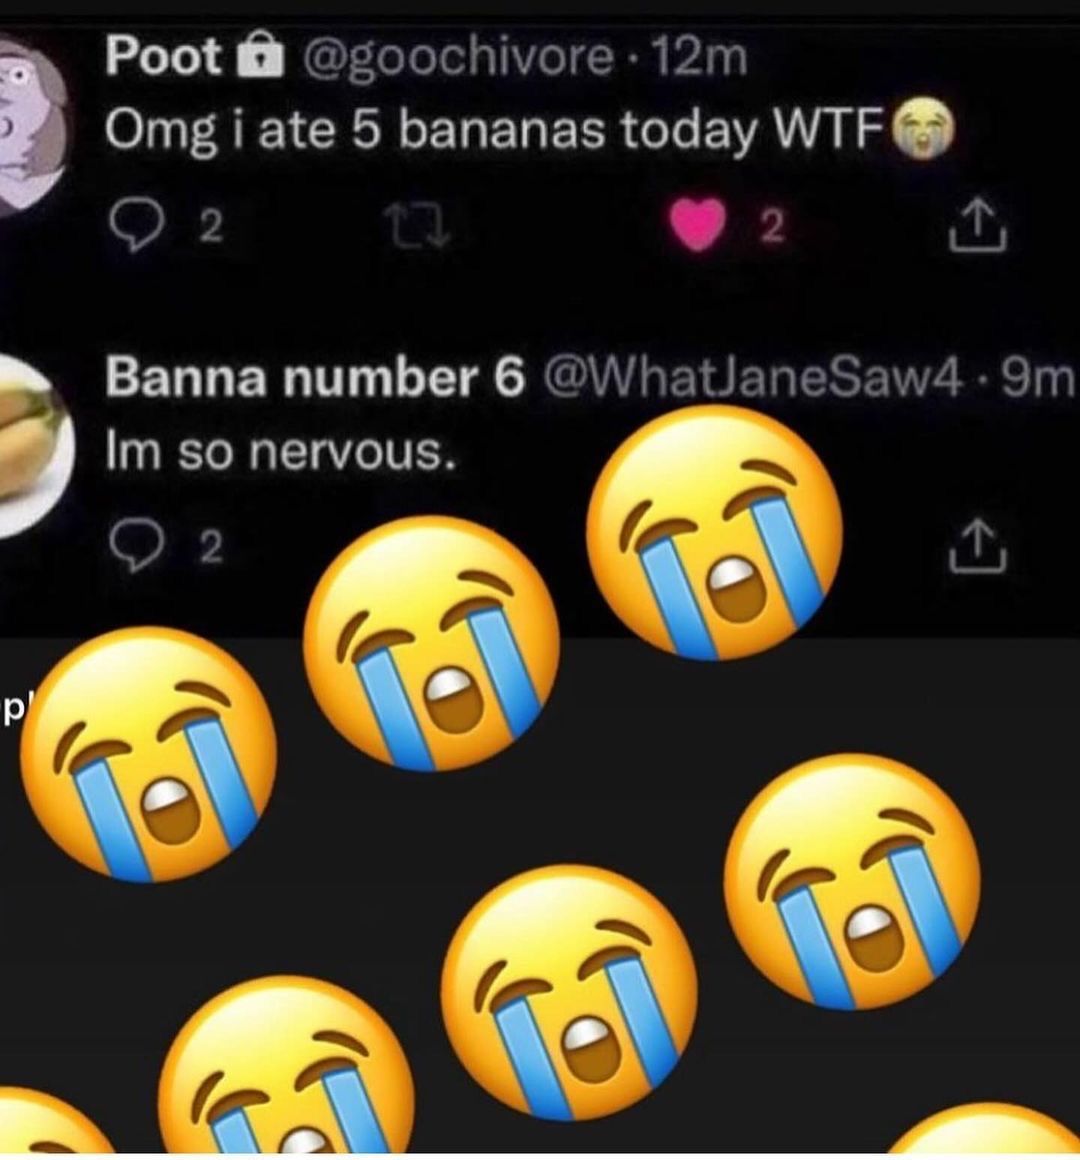 Poot 🔒 @goochivore · 12m
Omg i ate 5 bananas today WTF😭
2 2
Banna number 6 @WhatJaneSaw4 · 9m
Im so nervous.
2